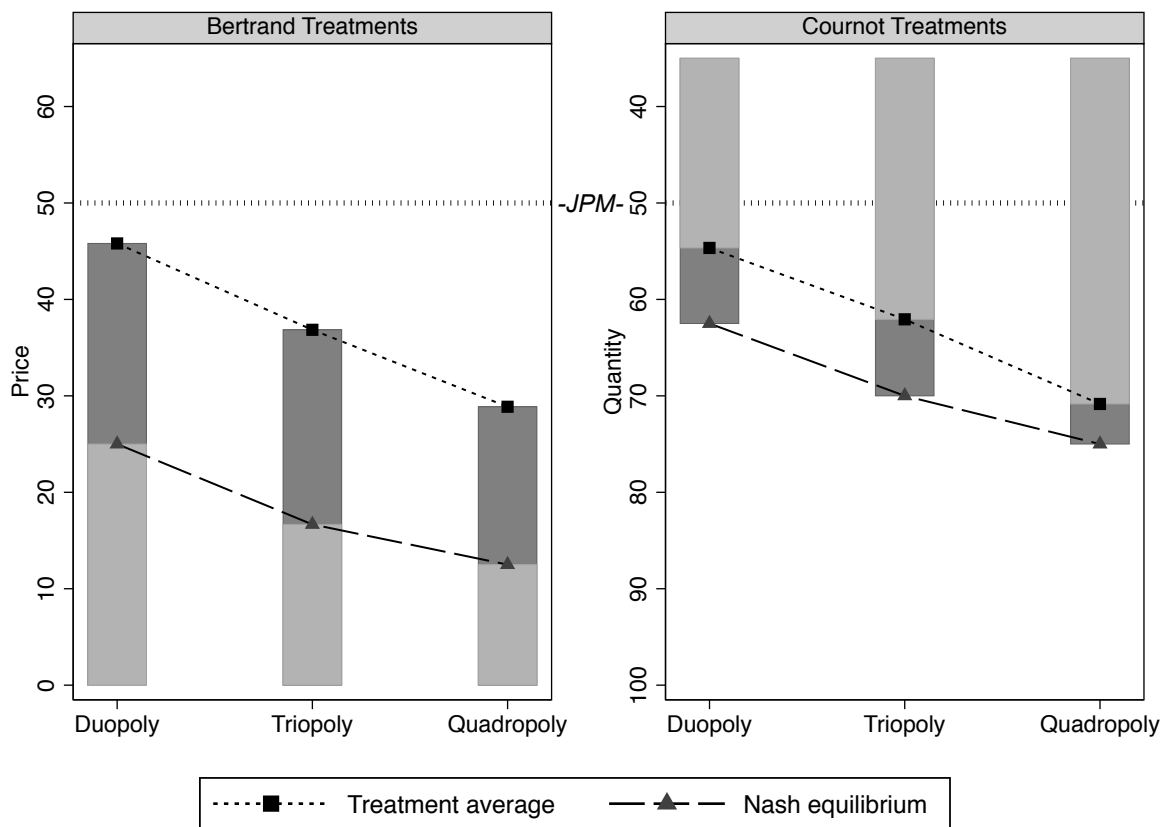 Bertrand Treatments
Cournot Treatments
Price
60
50
40
30
20
10
0
Duopoly
Triopoly
Quadropoly
-JPM-
Quantity
40
50
60
70
80
90
100
Duopoly
Triopoly
Quadropoly
Treatment average
Nash equilibrium